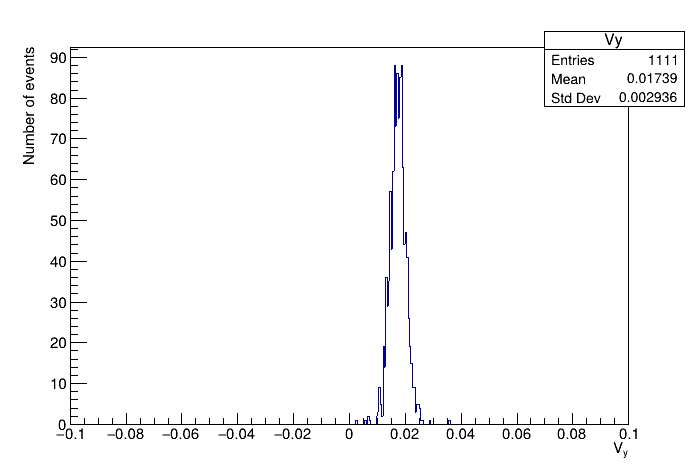 Vy
Entries 1111
Mean 0.01739
Std Dev 0.002936
Number of events
90
80
70
60
50
40
30
20
10
0
−0.1 −0.08 −0.06 −0.04 −0.02 0 0.02 0.04 0.06 0.08 0.1
Vy